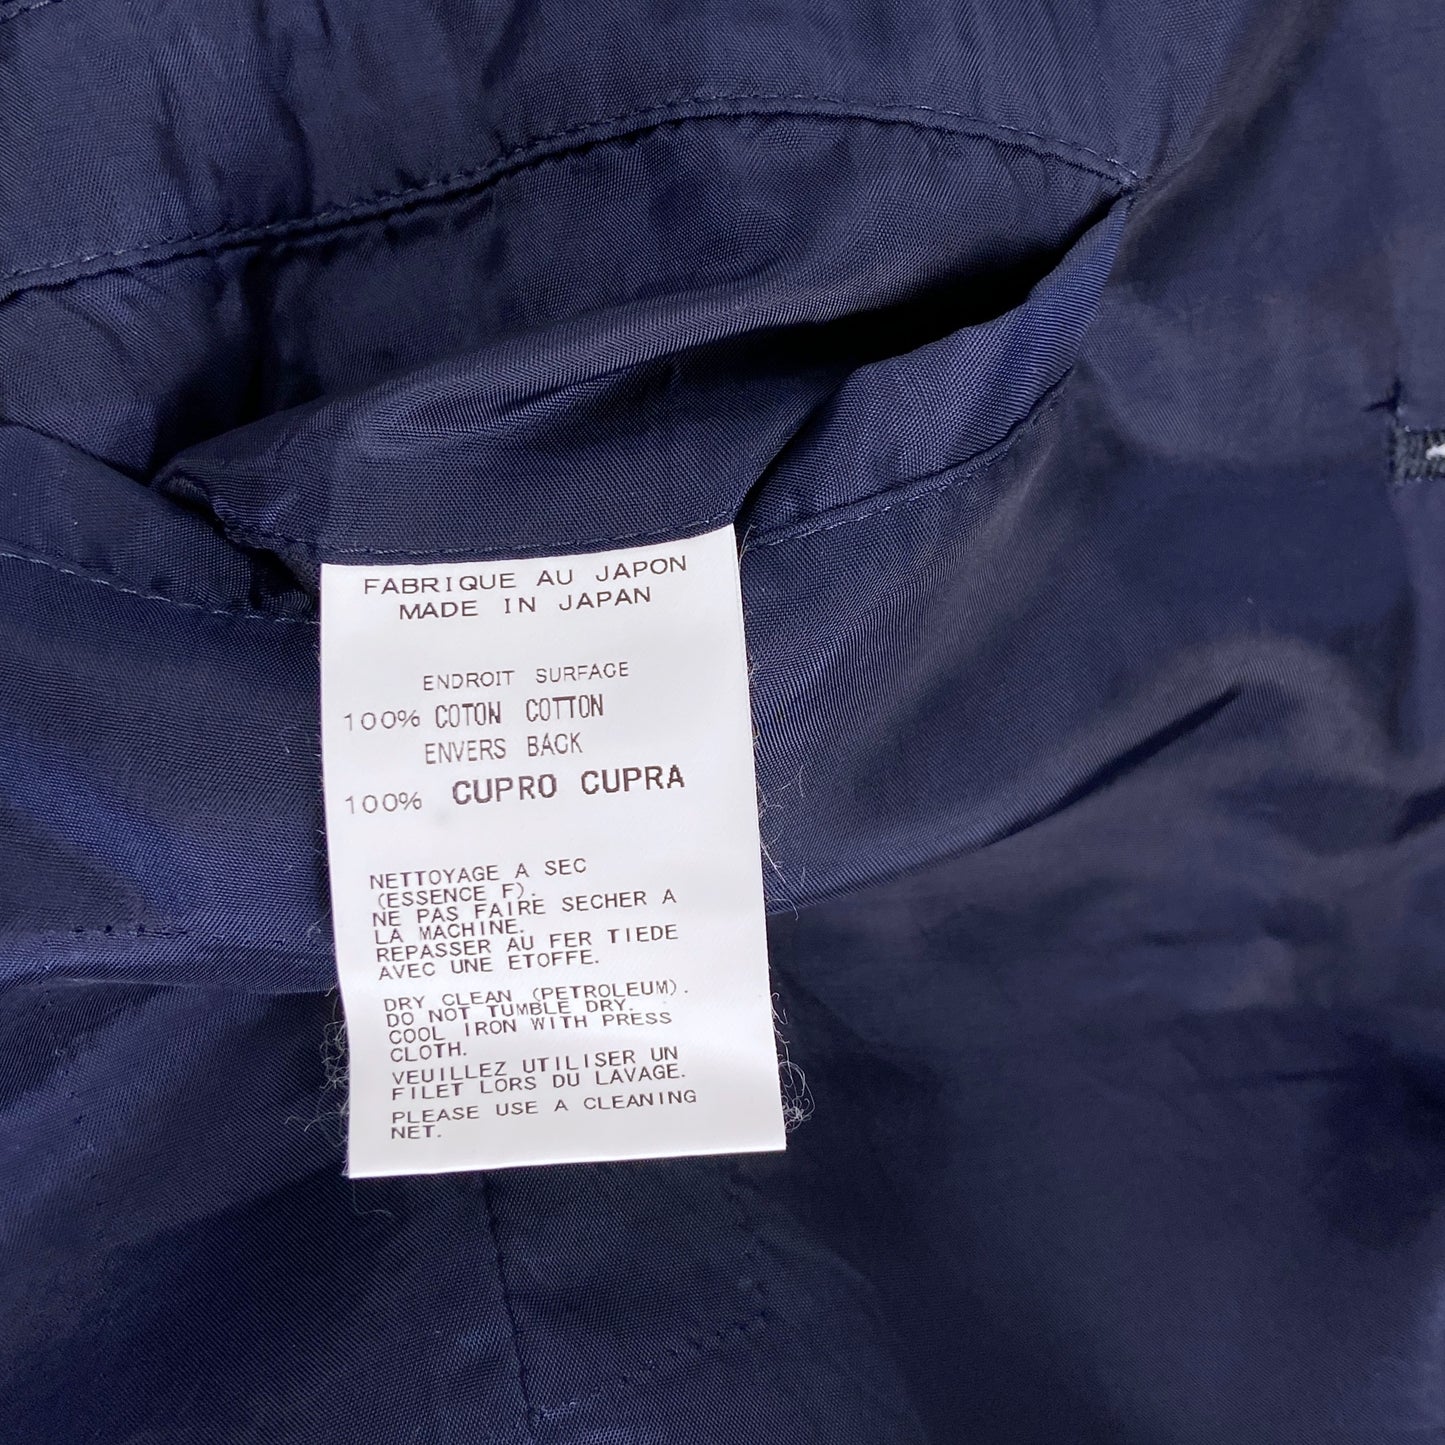 FABRIQUE AU JAPON
MADE IN JAPAN
ENDROIT SURFACE
100% COTON COTTON
ENVERS BACK
100% CUPRO CUPRA
NETTOYAGE A SEC
(ESSENCE F).
NE PAS FAIRE SECHER A
LA MACHINE.
REPASSER AU FER TIEDE
AVEC UNE ETOFFE.
DRY CLEAN (PETROLEUM).
DO NOT TUMBLE DRY.
COOL IRON WITH PRESS
CLOTH.
VEUILLEZ UTILISER UN
FILET LORS DU LAVAGE.
PLEASE USE A CLEANING
NET.